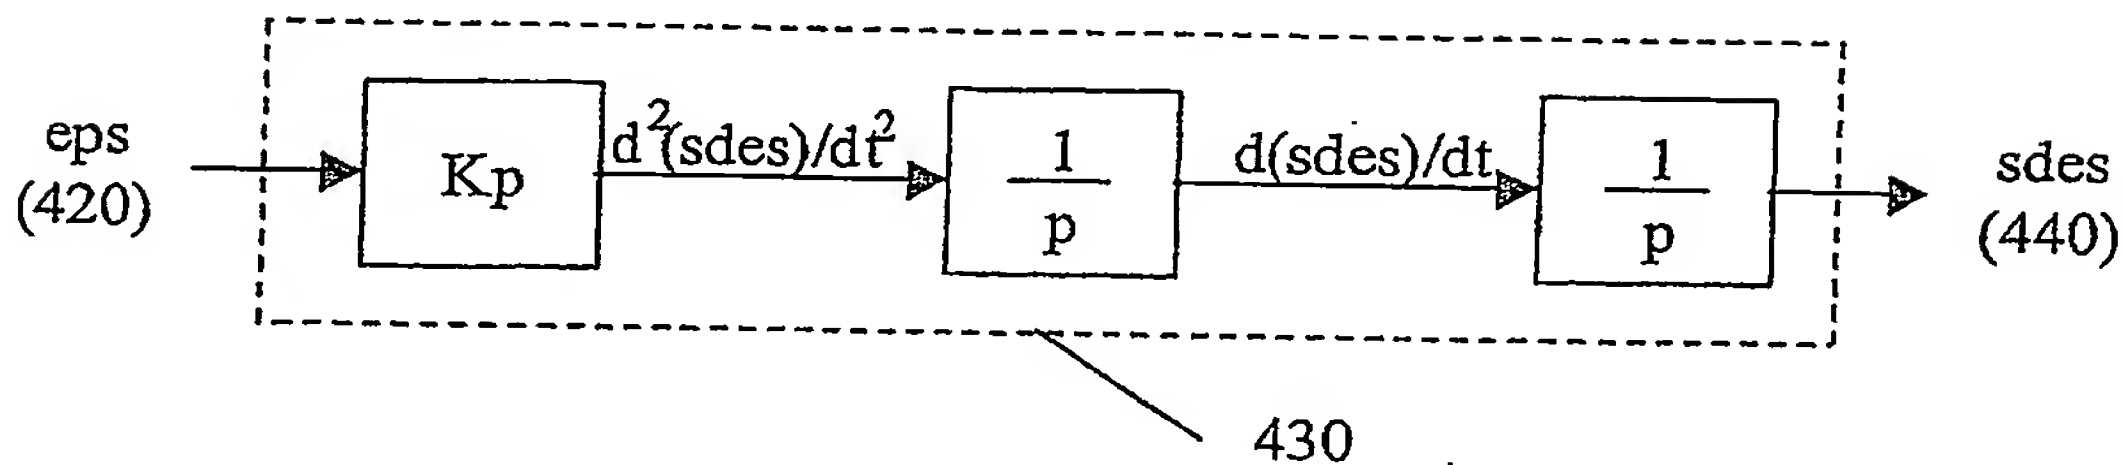 eps
(420)
Kp
d²(sdes)/dt²
1
p
d(sdes)/dt
1
p
sdes
(440)
430